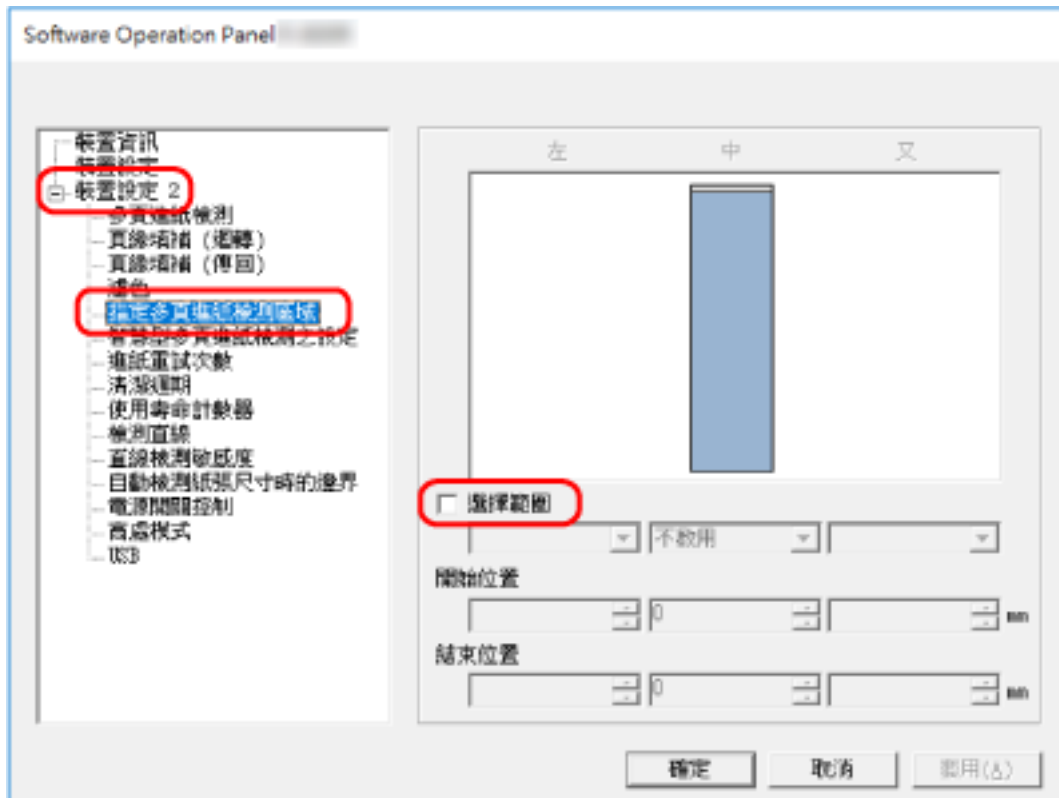 Software Operation Panel
裝置資訊
裝置設定
裝置設定 2
多頁進紙檢測
頁緣填補 (迴轉)
頁緣填補 (傳回)
濾色
指定多頁進紙檢測區域
智慧型多頁進紙檢測之設定
進紙重試次數
清潔週期
使用壽命計數器
檢測直線
直線檢測敏感度
自動檢測紙張尺寸時的邊界
電源開關控制
高處模式
USB
左 中 又
選擇範圍
不啟用
開始位置
0 mm
結束位置
0 mm
確定 取消 套用(A)